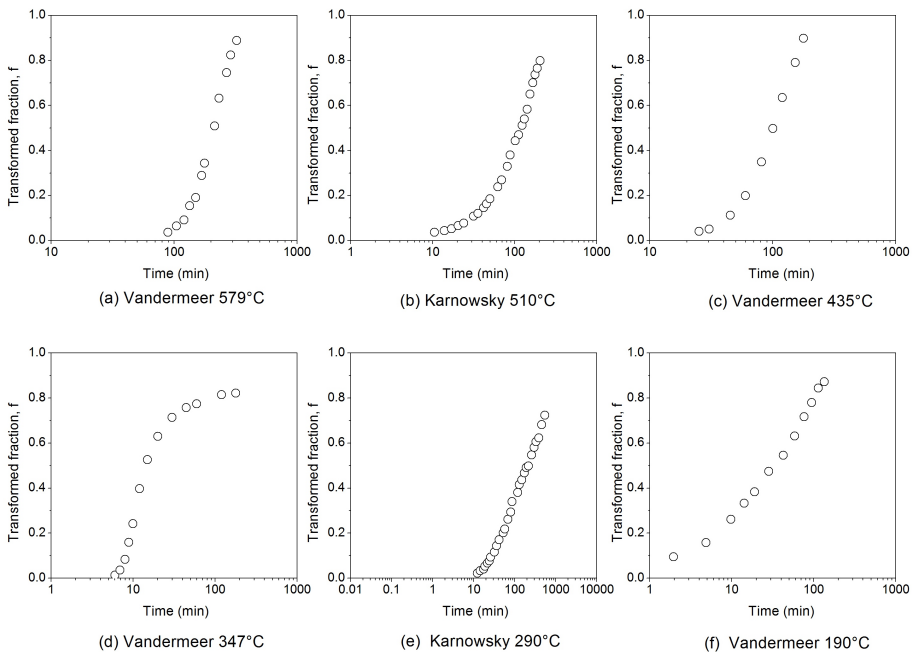 1.0
0.8
0.6
0.4
0.2
0.0
10 100 1000
Transformed fraction, f
Time (min)
(a) Vandermeer 579°C
1.0
0.8
0.6
0.4
0.2
0.0
1 10 100 1000
Transformed fraction, f
Time (min)
(b) Karnowsky 510°C
1.0
0.8
0.6
0.4
0.2
0.0
10 100 1000
Transformed fraction, f
Time (min)
(c) Vandermeer 435°C
1.0
0.8
0.6
0.4
0.2
0.0
1 10 100 1000
Transformed fraction, f
Time (min)
(d) Vandermeer 347°C
1.0
0.8
0.6
0.4
0.2
0.0
0.01 0.1 1 10 100 1000 10000
Transformed fraction, f
Time (min)
(e) Karnowsky 290°C
1.0
0.8
0.6
0.4
0.2
0.0
1 10 100 1000
Transformed fraction, f
Time (min)
(f) Vandermeer 190°C